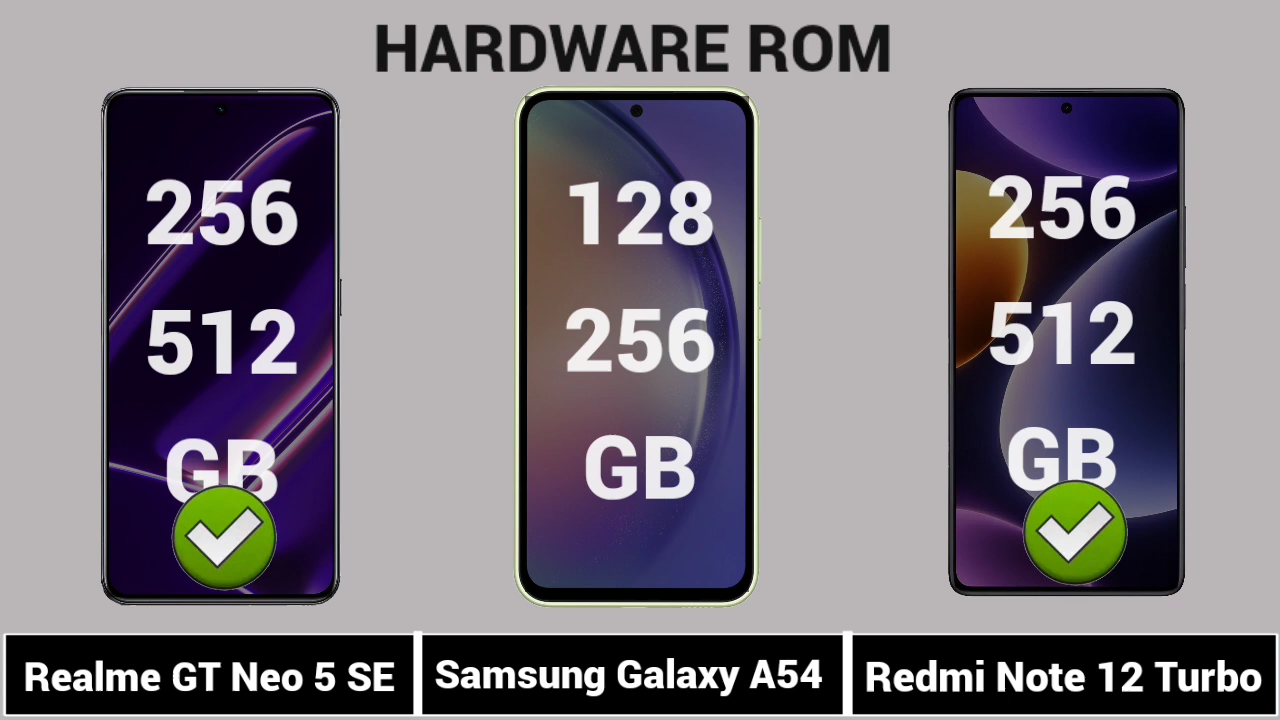 HARDWARE ROM
256
512
GB
128
256
GB
256
512
GB
Realme GT Neo 5 SE
Samsung Galaxy A54
Redmi Note 12 Turbo